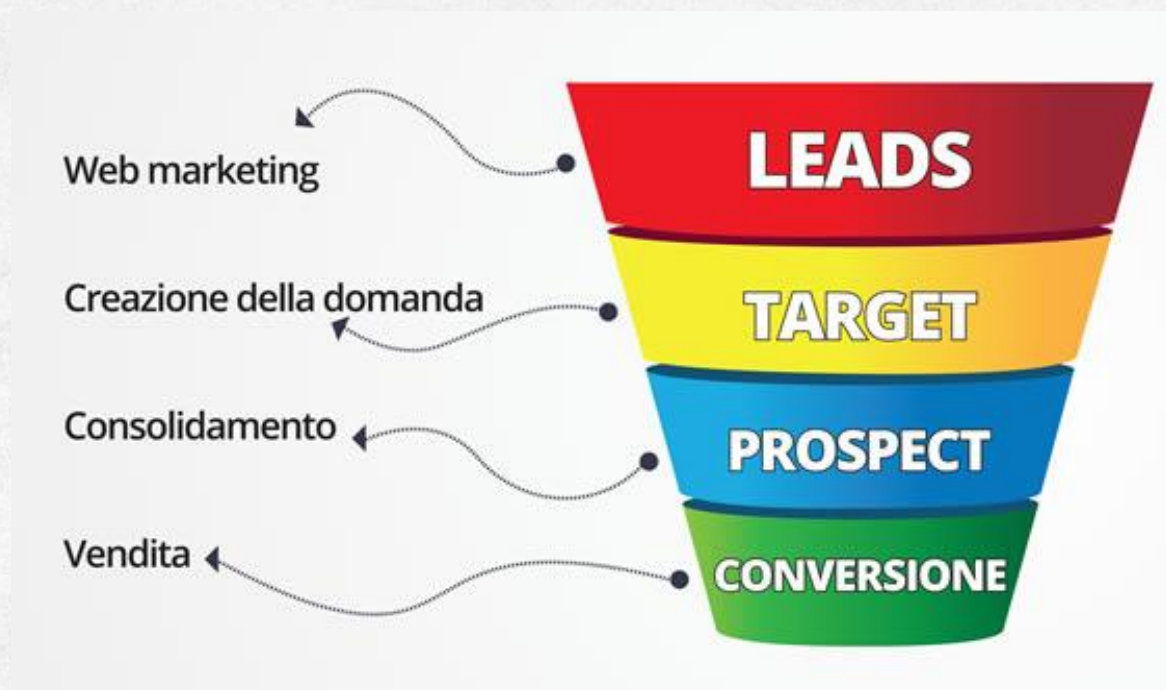 Web marketing
LEADS
Creazione della domanda
TARGET
Consolidamento
PROSPECT
Vendita
CONVERSIONE